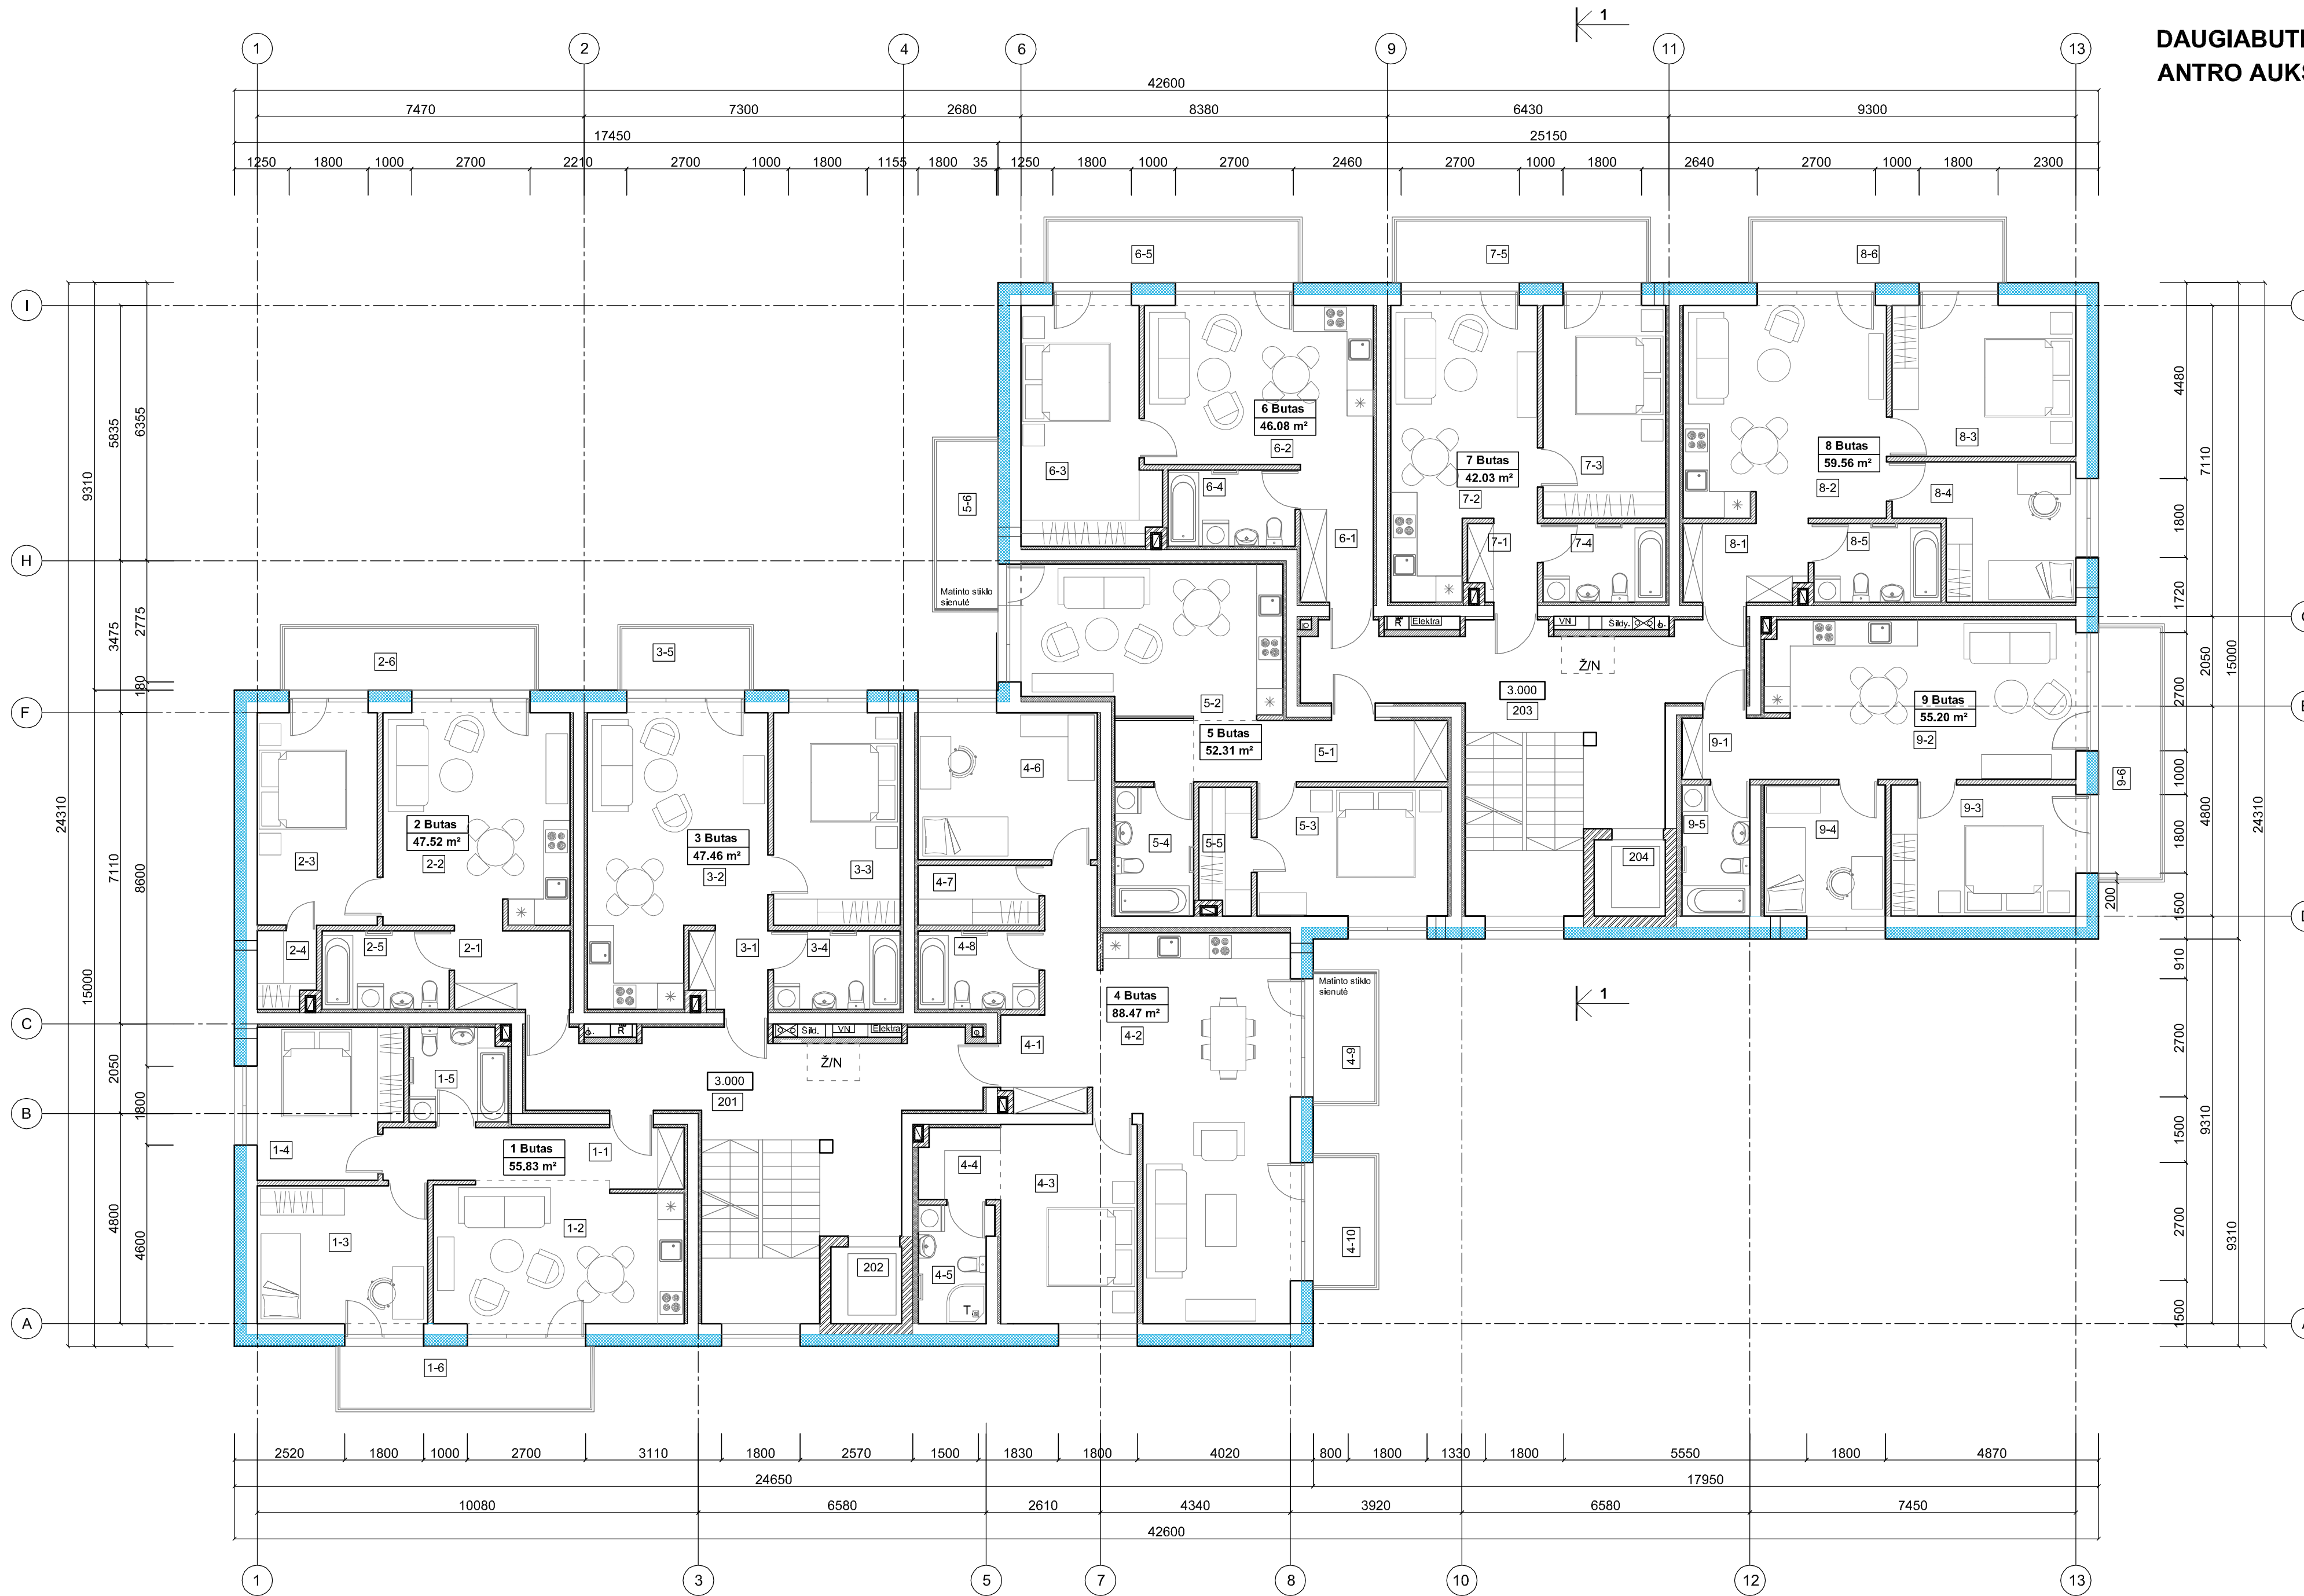 1
DAUGIABUTI
ANTRO AUKŠ
1 2 4 6 9 11 13
42600
7470 7300 2680 8380 6430 9300
17450 25150
1250 1800 1000 2700 2210 2700 1000 1800 1155 1800 35 1250 1800 1000 2700 2460 2700 1000 1800 2640 2700 1000 1800 2300
6-5 7-5 8-6
I
H
F
C
B
A
24310
9310
15000
5835
3475
7110
2050
4800
6355
2775
180
8600
1800
4600
6 Butas
46.08 m²
6-2
6-3
6-4
6-1
7 Butas
42.03 m²
7-2
7-3
7-1
7-4
8 Butas
59.56 m²
8-2
8-3
8-4
8-1
8-5
5-6
Matinto stiklo
sienutė
R Elektra
VN Šildy.
Ž/N
3.000
203
5-2
5 Butas
52.31 m²
5-1
5-3
5-4
5-5
204
9 Butas
55.20 m²
9-2
9-1
9-3
9-4
9-5
9-6
2-6
3-5
2 Butas
47.52 m²
2-2
2-3
2-4
2-5
2-1
3 Butas
47.46 m²
3-2
3-3
3-1
3-4
4-6
4-7
4-8
R
Šild. VN Elektra
Ž/N
3.000
201
4-1
4 Butas
88.47 m²
4-2
Matinto stiklo
sienutė
4-9
4-10
1
1-5
1-4
1 Butas
55.83 m²
1-1
1-2
1-3
1-6
202
4-4
4-3
4-5
T
4480
1800
1720
2700
1000
1800
200
1500
910
2700
1500
2700
1500
7110
2050
4800
9310
15000
9310
24310
2520 1800 1000 2700 3110 1800 2570 1500 1830 1800 4020 800 1800 1330 1800 5550 1800 4870
24650 17950
10080 6580 2610 4340 3920 6580 7450
42600
1 3 5 7 8 10 12 13